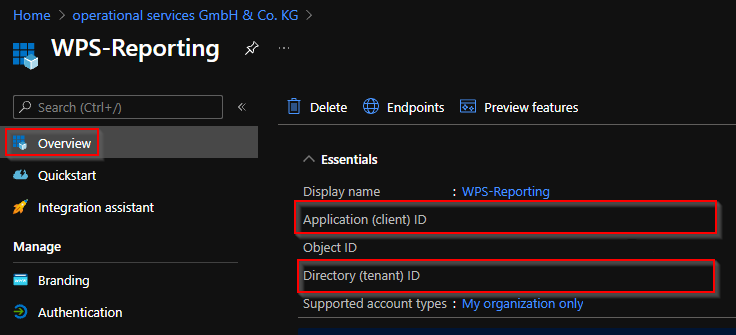 Home > operational services GmbH & Co. KG >
WPS-Reporting ...
Search (Ctrl+/) «
Delete Endpoints Preview features
Overview
Quickstart
Integration assistant
Manage
Branding
Authentication
Essentials
Display name : WPS-Reporting
Application (client) ID
Object ID
Directory (tenant) ID
Supported account types : My organization only